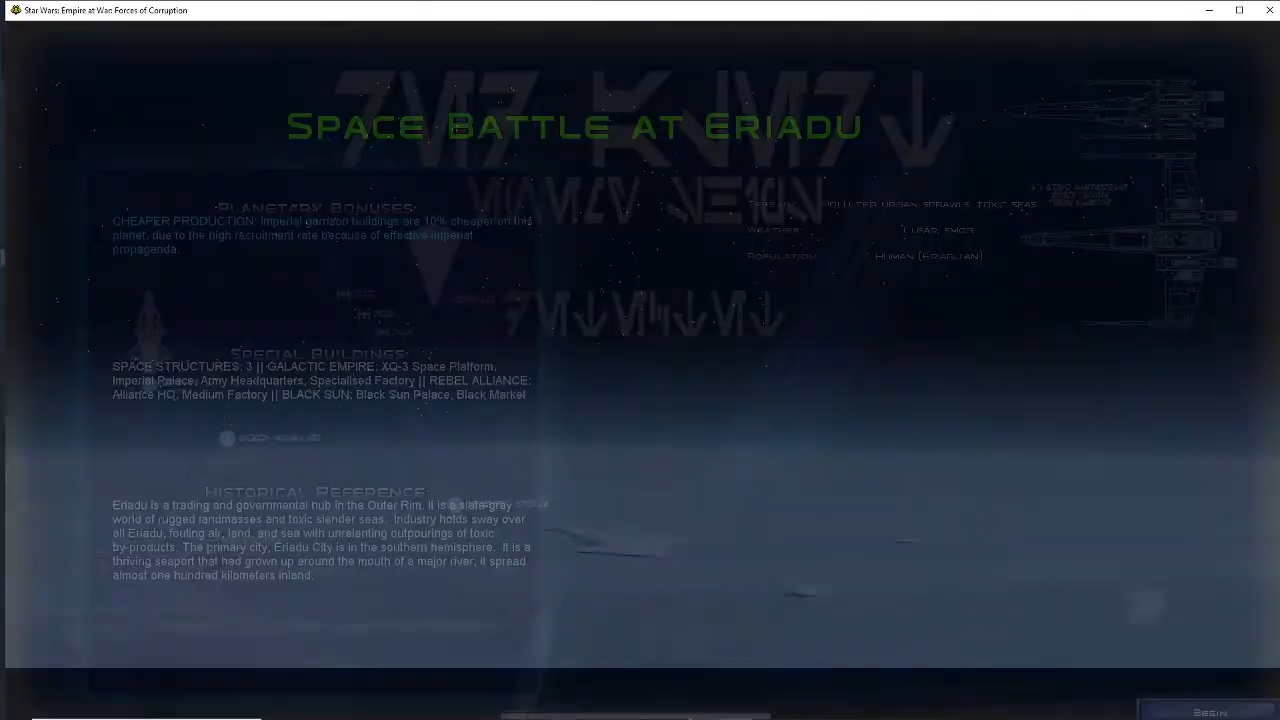 Star Wars: Empire at War: Forces of Corruption
Space Battle at Eriadu
Planetary Bonuses
CHEAPER PRODUCTION: Imperial garrison buildings are 10% cheaper on this
planet, due to the high recruitment rate because of effective imperial
propaganda.
Terrain Polluted urban sprawls, toxic seas
Weather Clear, smog
Population Human (Eriadjian)
Special Buildings:
SPACE STRUCTURES: 3 || GALACTIC EMPIRE: XQ-3 Space Platform,
Imperial Palace, Army Headquarters, Specialised Factory || REBEL ALLIANCE:
Alliance HQ, Medium Factory || BLACK SUN: Black Sun Palace, Black Market
Historical Reference:
Eriadu is a trading and governmental hub in the Outer Rim. It is a slate-gray
world of rugged landmasses and toxic slender seas. Industry holds sway over
all Eriadu, fouling air, land, and sea with unrelenting outpourings of toxic
by-products. The primary city, Eriadu City is in the southern hemisphere. It is a
thriving seaport that had grown up around the mouth of a major river, it spread
almost one hundred kilometers inland.
Begin